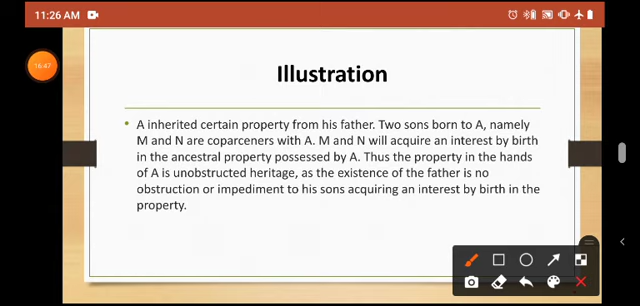 11:26 AM
16:47
Illustration
• A inherited certain property from his father. Two sons born to A, namely
M and N are coparceners with A. M and N will acquire an interest by birth
in the ancestral property possessed by A. Thus the property in the hands
of A is unobstructed heritage, as the existence of the father is no
obstruction or impediment to his sons acquiring an interest by birth in the
property.